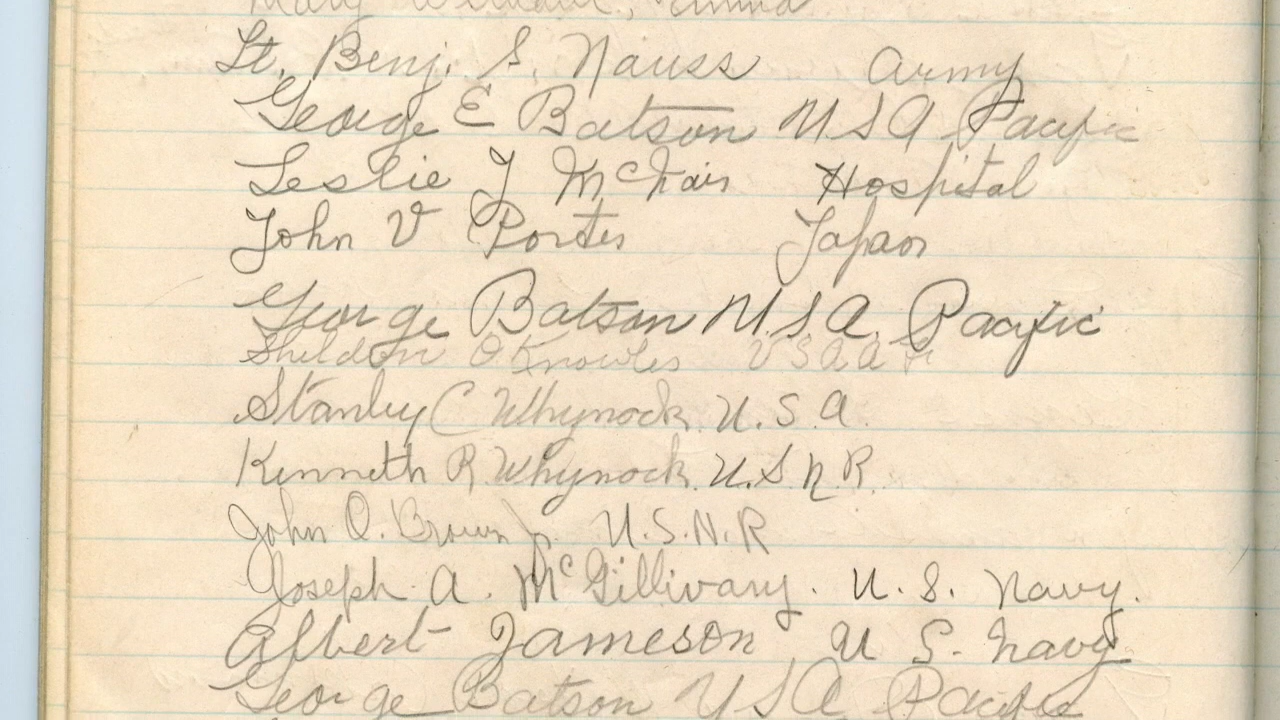 Lt. Benj. S. Nauss Army
George E Batson U S A Pacific
Leslie J McNair Hospital
John V Porter Japan
George Batson U.S.A. Pacific
Sheldon O Knowles U S A A F
Stanley C Whynock. U. S. A.
Kenneth R. Whynock. U.S.N.R.
John Q. Brown Jr. U.S.N.R
Joseph. A. McGillivary. U. S. Navy.
Albert Jameson U S. Navy
George Batson U S A Pacific